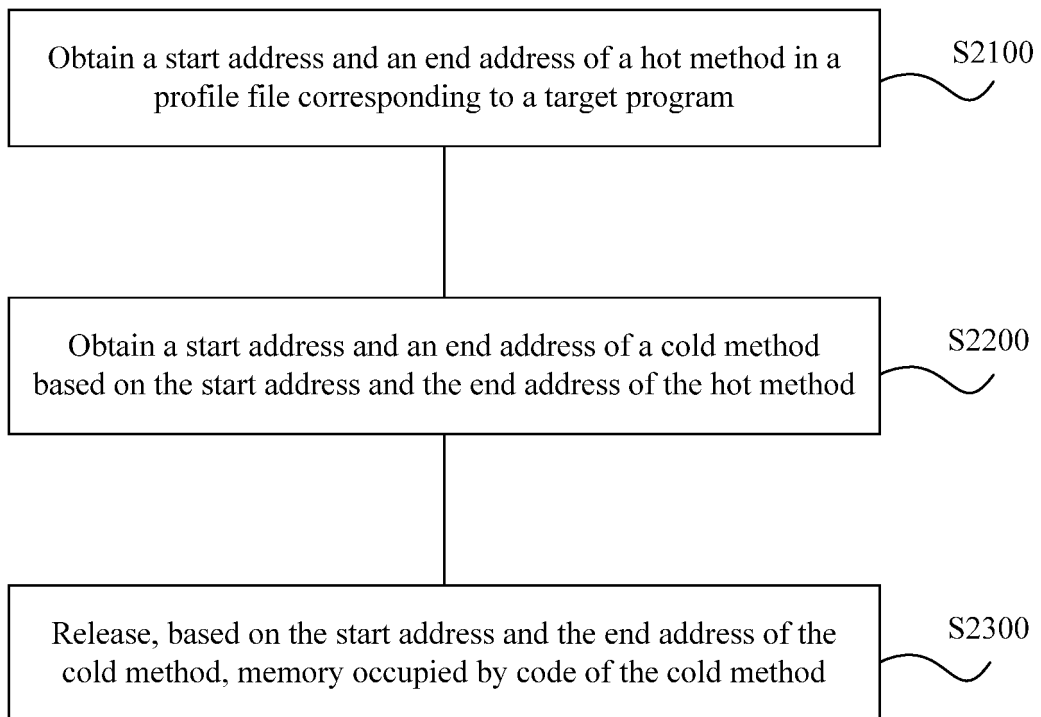 Obtain a start address and an end address of a hot method in a
profile file corresponding to a target program
S2100
Obtain a start address and an end address of a cold method
based on the start address and the end address of the hot method
S2200
Release, based on the start address and the end address of the
cold method, memory occupied by code of the cold method
S2300